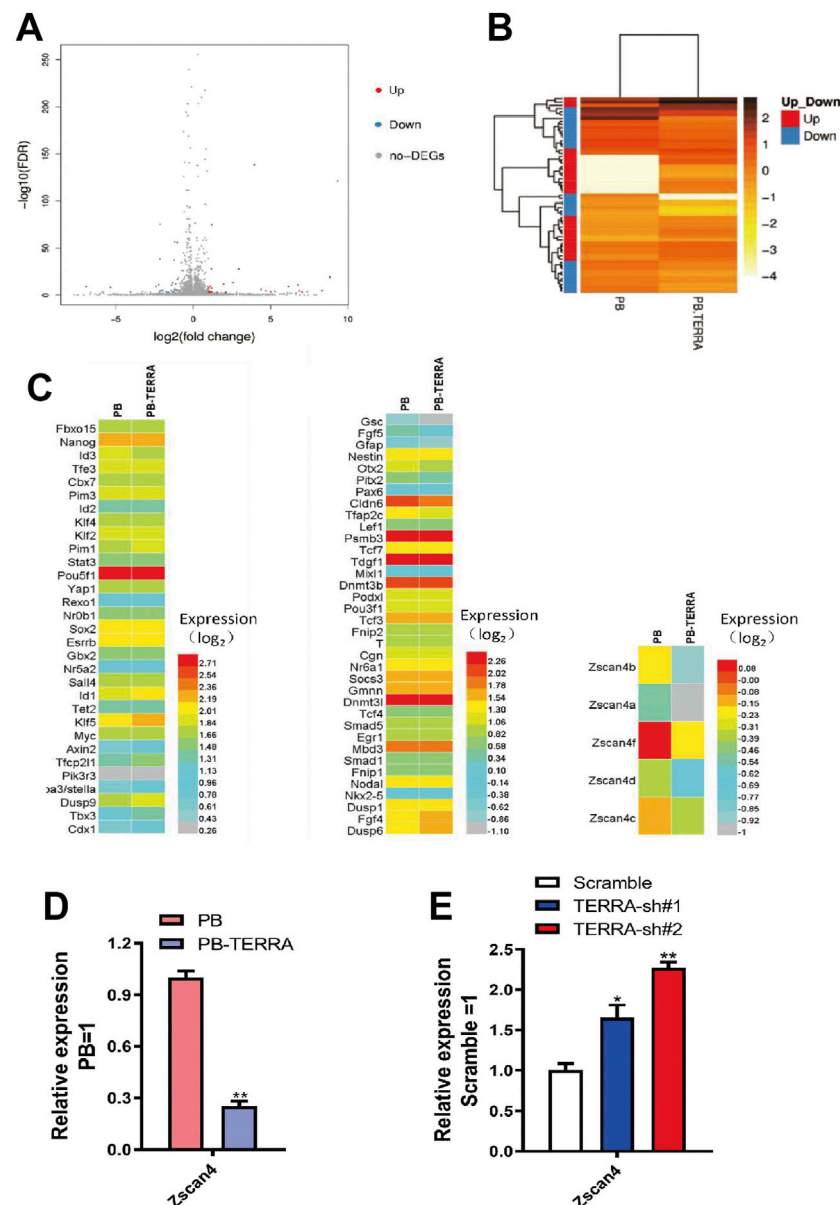 A
250
200
150
100
50
0
-log10(FDR)
-5
0
5
10
log2(fold change)
Up
Down
no-DEGs
B
Up_Down
Up
Down
2
1
0
−1
−2
−3
−4
PB
PB.TERRA
C
PB
PB-TERRA
Fbxo15
Nanog
Id3
Tfe3
Cbx7
Pim3
Id2
Klf4
Klf2
Pim1
Stat3
Pou5f1
Yap1
Rexo1
Nr0b1
Sox2
Esrrb
Gbx2
Nr5a2
Sall4
Id1
Tet2
Klf5
Myc
Axin2
Tfcp2l1
Pik3r3
pa3/stella
Dusp9
Tbx3
Cdx1
Expression
(log2)
2.71
2.54
2.36
2.19
2.01
1.84
1.66
1.48
1.31
1.13
0.96
0.78
0.61
0.43
0.26
PB
PB-TERRA
Gsc
Fgf5
Gfap
Nestin
Otx2
Pitx2
Pax6
Cldn6
Tfap2c
Lef1
Psmb3
Tcf7
Tdgf1
Mixl1
Dnmt3b
Podxl
Pou3f1
Tcf3
Fnip2
T
Cgn
Nr6a1
Socs3
Gmnn
Dnmt3l
Tcf4
Smad5
Egr1
Mbd3
Smad1
Fnip1
Nodal
Nkx2-5
Dusp1
Fgf4
Dusp6
Expression
(log2)
2.26
2.02
1.78
1.54
1.30
1.06
0.82
0.58
0.34
0.10
-0.14
-0.38
-0.62
-0.86
-1.10
PB
PB-TERRA
Zscan4b
Zscan4a
Zscan4f
Zscan4d
Zscan4c
Expression
(log2)
0.08
-0.00
-0.08
-0.15
-0.23
-0.31
-0.39
-0.46
-0.54
-0.62
-0.69
-0.77
-0.85
-0.92
-1
D
PB
PB-TERRA
Relative expression
PB=1
1.2
0.9
0.6
0.3
0.0
**
Zscan4
E
Scramble
TERRA-sh#1
TERRA-sh#2
Relative expression
Scramble =1
2.5
2.0
1.5
1.0
0.5
0.0
*
**
Zscan4